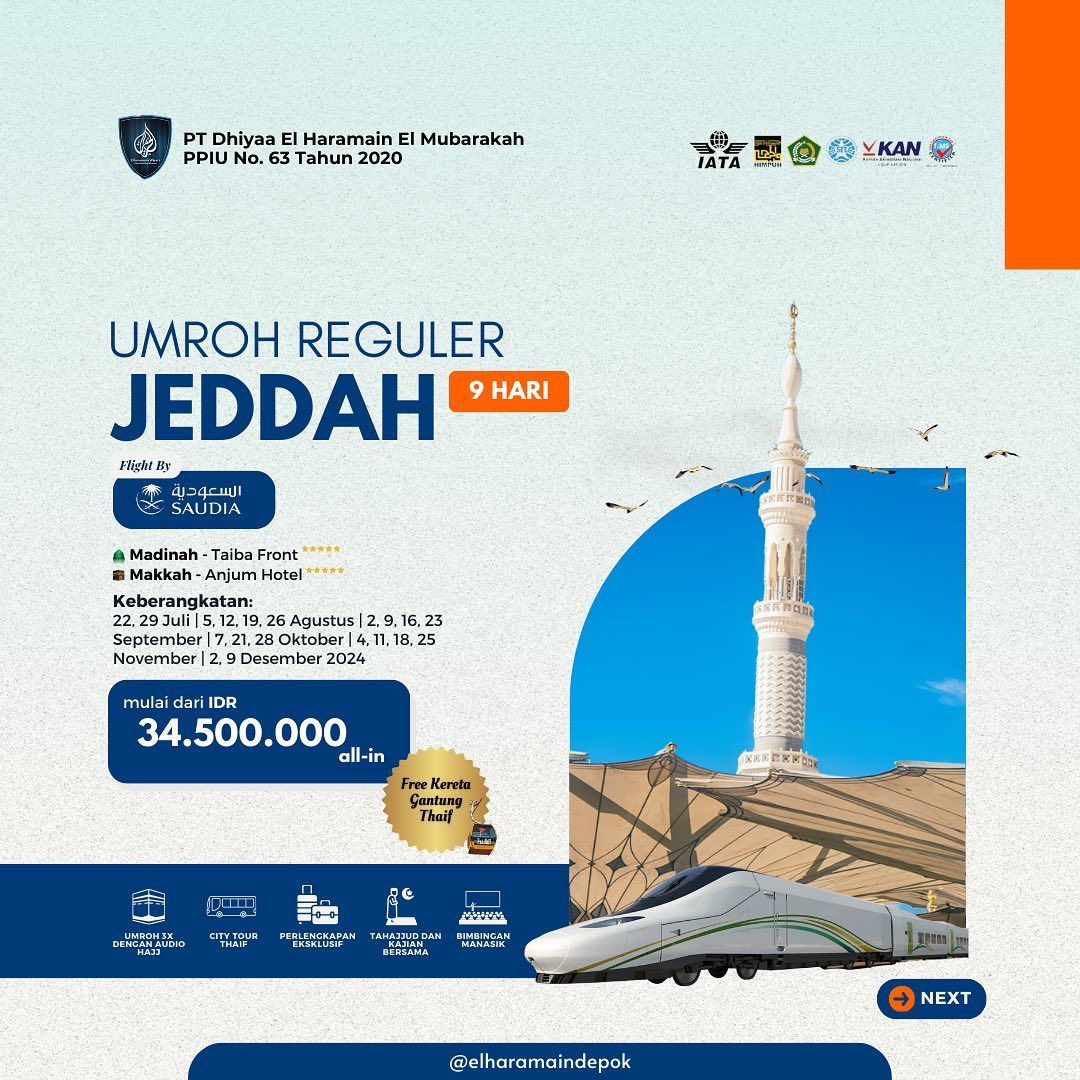 PT Dhiyaa El Haramain El Mubarakah
PPIU No. 63 Tahun 2020
IATA
HIMPUH
ASITA
KAN
Komite Akreditasi Nasional
UMROH REGULER
JEDDAH
9 HARI
Flight By
السعودية
SAUDIA
Madinah - Taiba Front
Makkah - Anjum Hotel
Keberangkatan:
22, 29 Juli | 5, 12, 19, 26 Agustus | 2, 9, 16, 23
September | 7, 21, 28 Oktober | 4, 11, 18, 25
November | 2, 9 Desember 2024
mulai dari IDR
34.500.000
all-in
Free Kereta
Gantung
Thaif
UMROH 3X
DENGAN AUDIO
HAJJ
CITY TOUR
THAIF
PERLENGKAPAN
EKSKLUSIF
TAHAJJUD DAN
KAJIAN
BERSAMA
BIMBINGAN
MANASIK
NEXT
@elharamaindepok